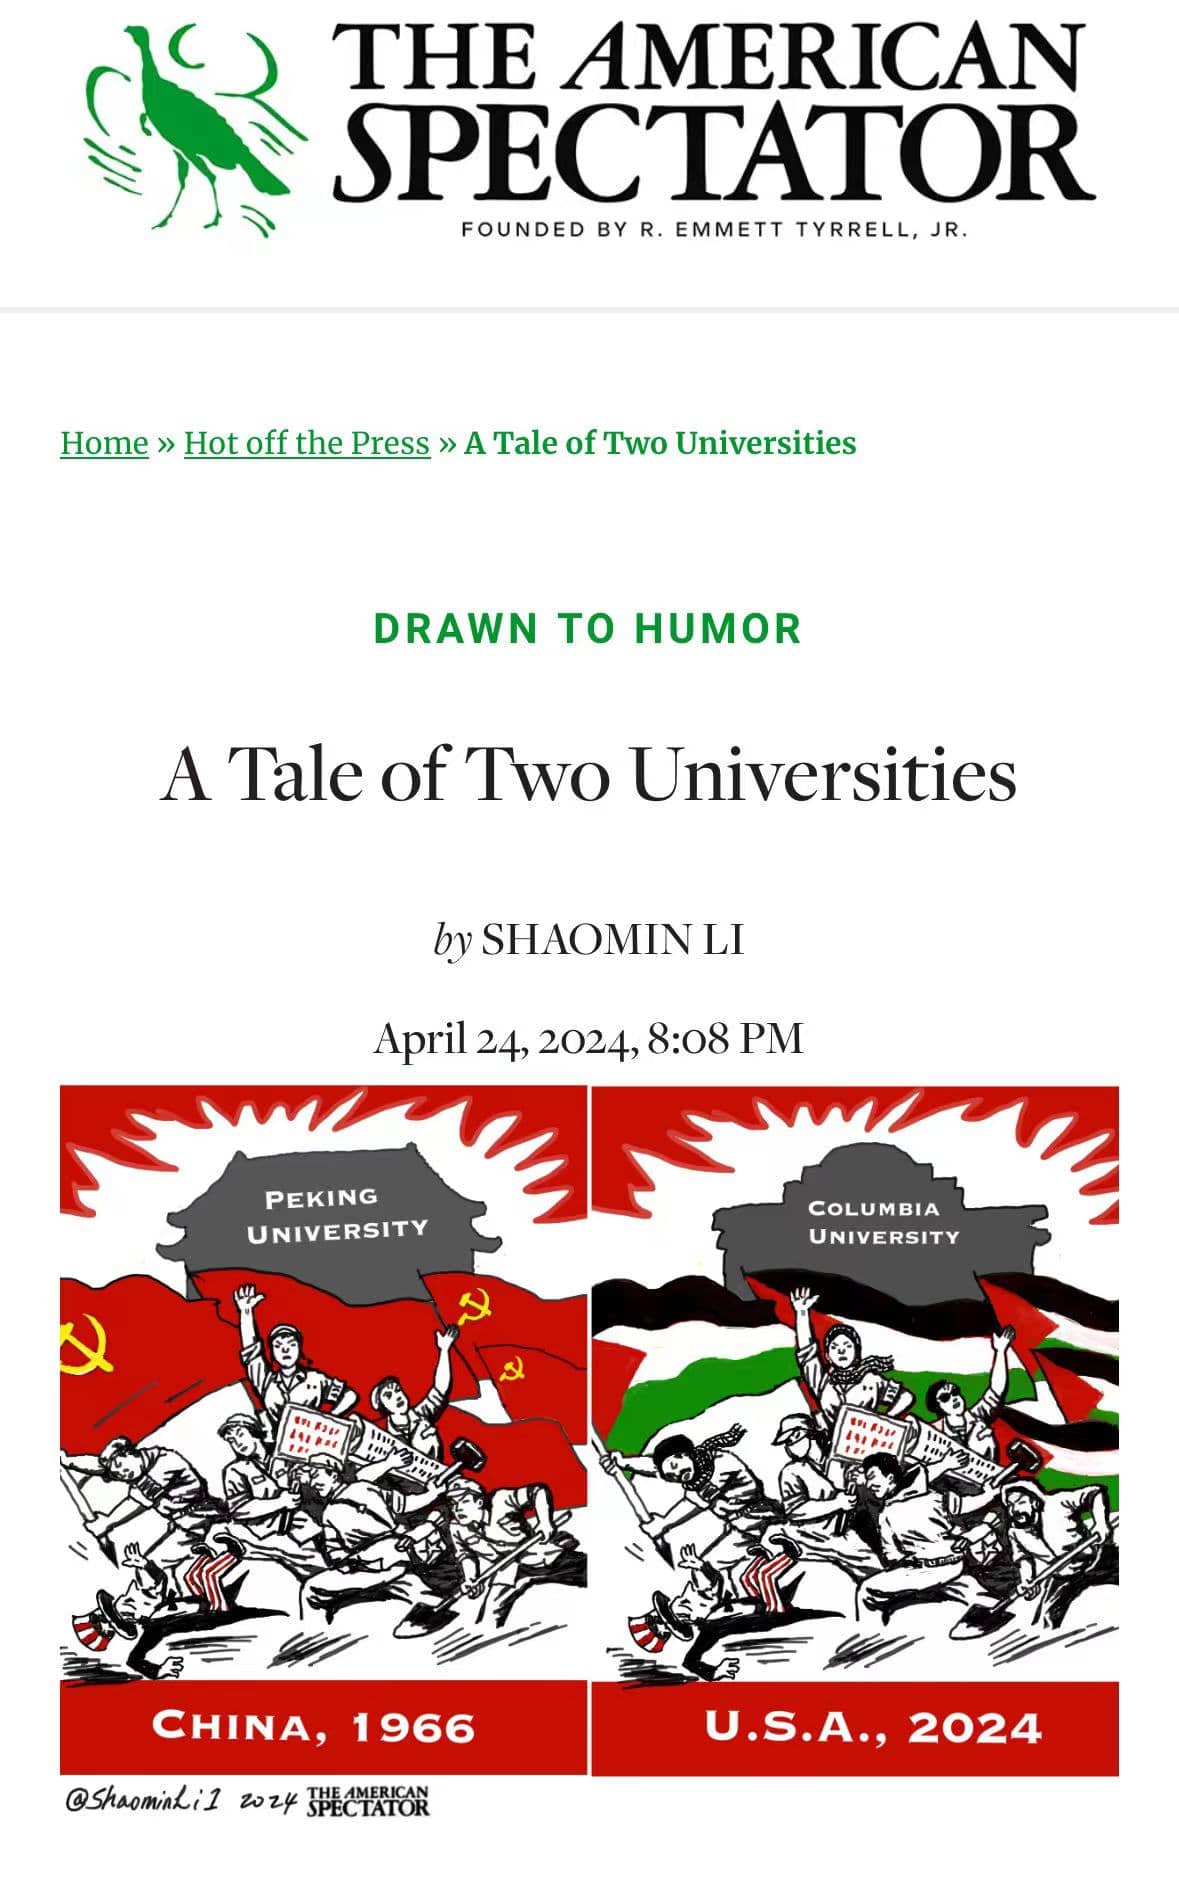 THE AMERICAN
SPECTATOR
FOUNDED BY R. EMMETT TYRRELL, JR.
Home » Hot off the Press » A Tale of Two Universities
DRAWN TO HUMOR
A Tale of Two Universities
by SHAOMIN LI
April 24, 2024, 8:08 PM
PEKING
UNIVERSITY
COLUMBIA
UNIVERSITY
CHINA, 1966
U.S.A., 2024
@ShaominLi1 2024 THE AMERICAN
SPECTATOR